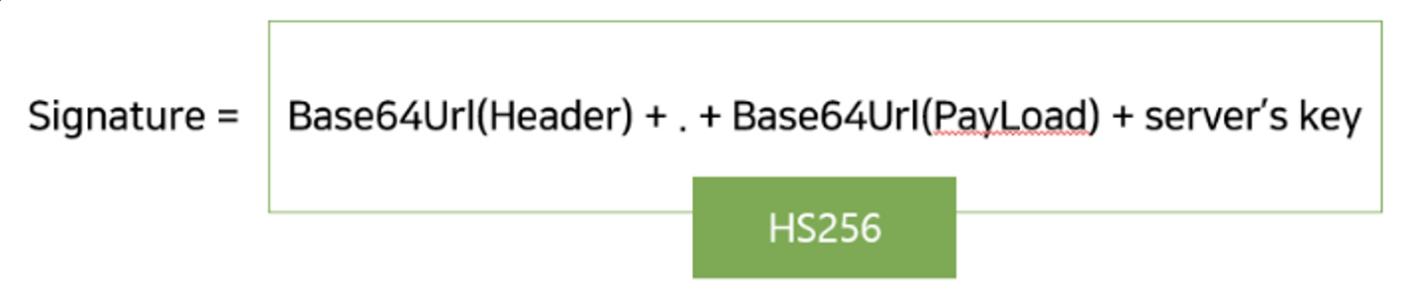 Signature = Base64Url(Header) + . + Base64Url(PayLoad) + server's key
HS256